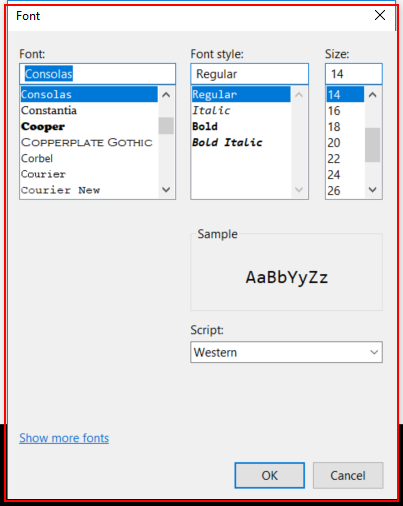 Font
Font:
Consolas
Consolas
Constantia
Cooper
Copperplate Gothic
Corbel
Courier
Courier New
Font style:
Regular
Regular
Italic
Bold
Bold Italic
Size:
14
14
16
18
20
22
24
26
Sample
AaBbYyZz
Script:
Western
Show more fonts
OK
Cancel